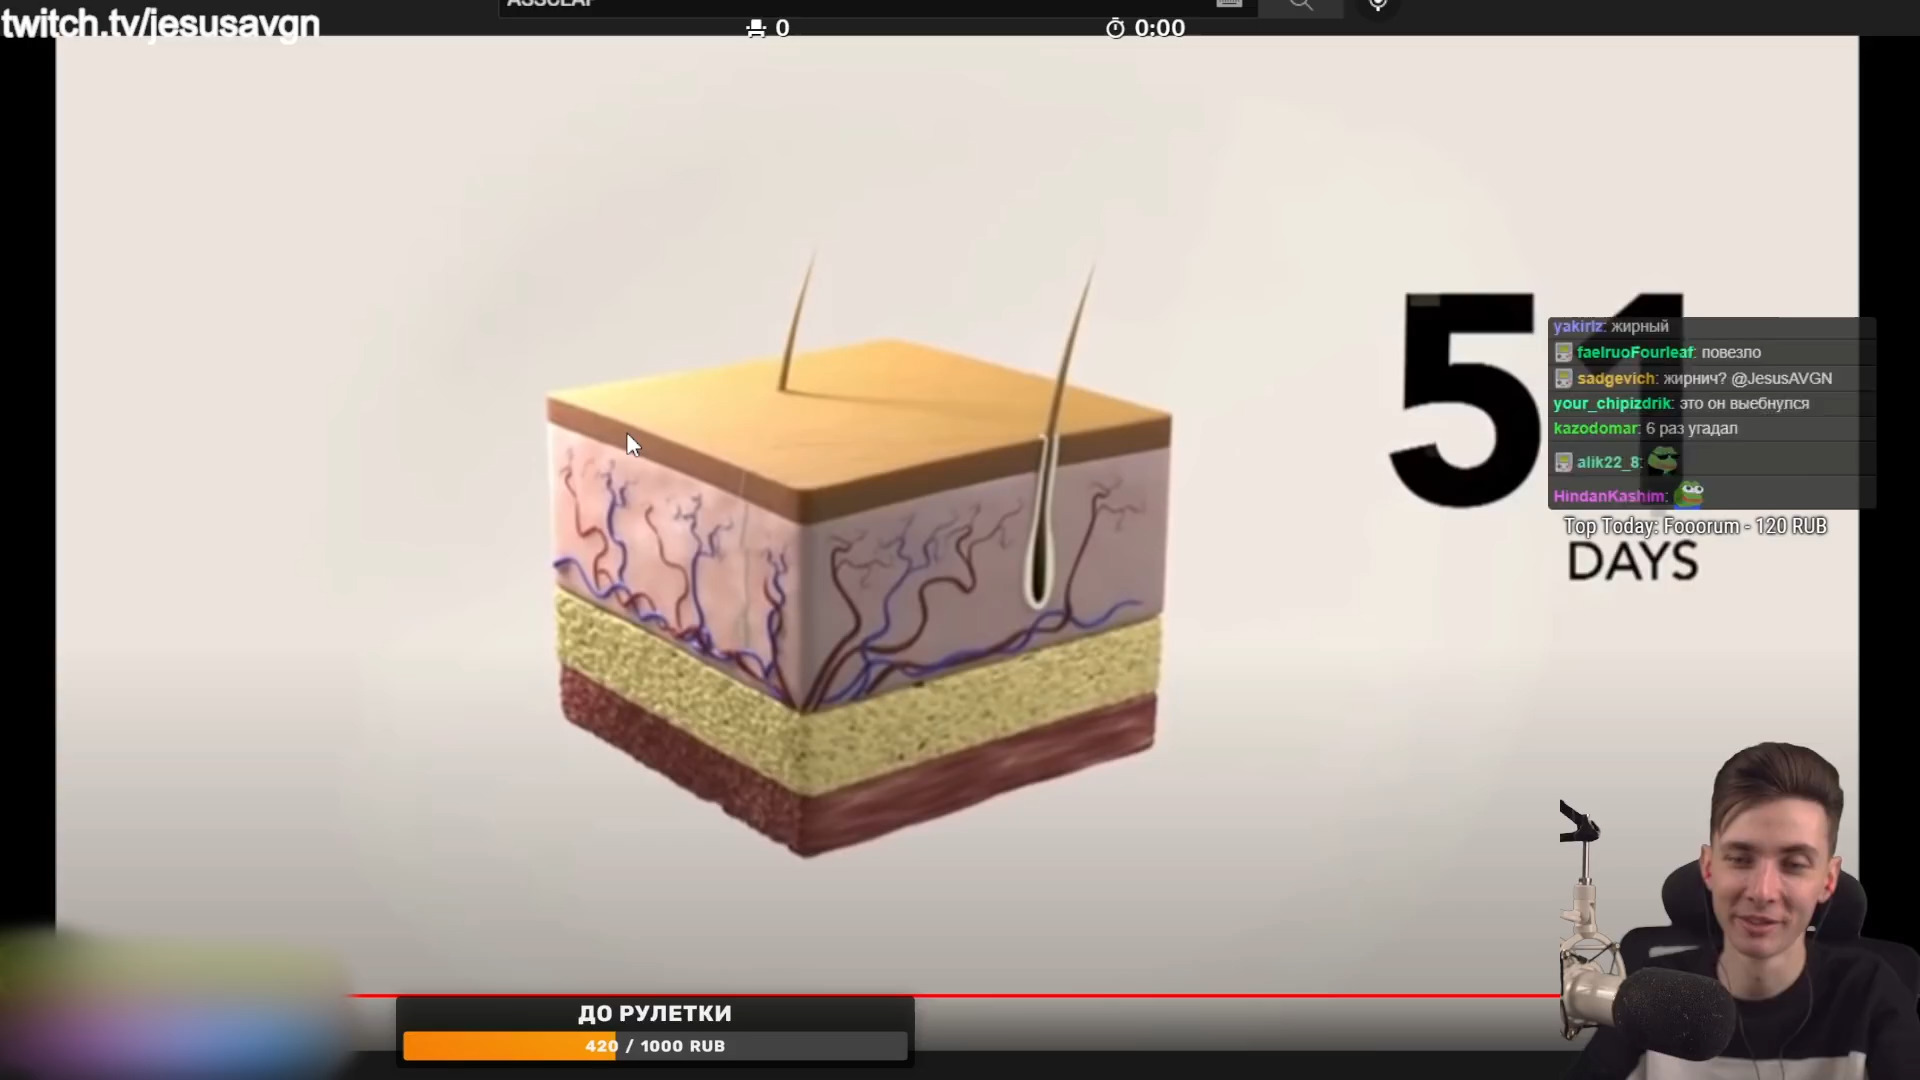 twitch.tv/jesusavgn
0
0:00
51
DAYS
yakirlz: жирный
faelruoFourleaf: повезло
sadgevich: жирнич? @JesusAVGN
your_chipizdrik: это он выебнулся
kazodomar: 6 раз угадал
alik22_8:
HindanKashim:
Top Today: Fooorum - 120 RUB
ДО РУЛЕТКИ
420 / 1000 RUB